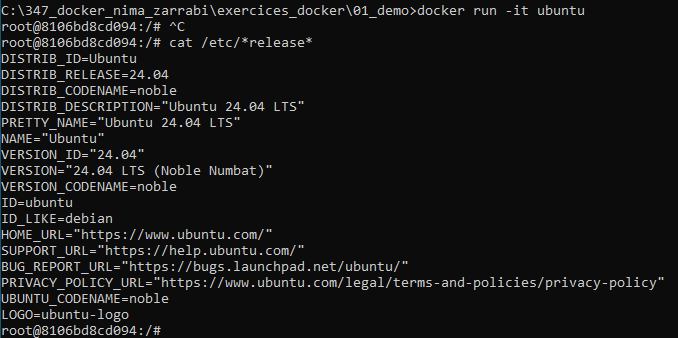 C:\347_docker_nima_zarrabi\exercices_docker\01_demo>docker run -it ubuntu
root@8106bd8cd094:/# ^C
root@8106bd8cd094:/# cat /etc/*release*
DISTRIB_ID=Ubuntu
DISTRIB_RELEASE=24.04
DISTRIB_CODENAME=noble
DISTRIB_DESCRIPTION="Ubuntu 24.04 LTS"
PRETTY_NAME="Ubuntu 24.04 LTS"
NAME="Ubuntu"
VERSION_ID="24.04"
VERSION="24.04 LTS (Noble Numbat)"
VERSION_CODENAME=noble
ID=ubuntu
ID_LIKE=debian
HOME_URL="https://www.ubuntu.com/"
SUPPORT_URL="https://help.ubuntu.com/"
BUG_REPORT_URL="https://bugs.launchpad.net/ubuntu/"
PRIVACY_POLICY_URL="https://www.ubuntu.com/legal/terms-and-policies/privacy-policy"
UBUNTU_CODENAME=noble
LOGO=ubuntu-logo
root@8106bd8cd094:/#